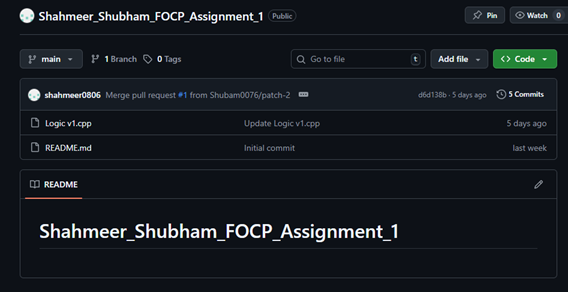 Shahmeer_Shubham_FOCP_Assignment_1 Public Pin Watch 0
main 1 Branch 0 Tags Go to file t Add file Code
shahmeer0806 Merge pull request #1 from Shubam0076/patch-2 d6d138b · 5 days ago 5 Commits
Logic v1.cpp Update Logic v1.cpp 5 days ago
README.md Initial commit last week
README
Shahmeer_Shubham_FOCP_Assignment_1